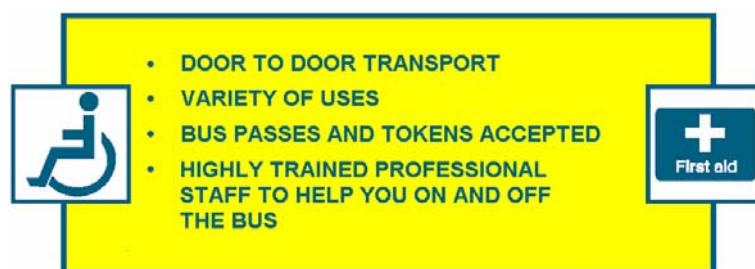 • DOOR TO DOOR TRANSPORT
• VARIETY OF USES
• BUS PASSES AND TOKENS ACCEPTED
• HIGHLY TRAINED PROFESSIONAL
STAFF TO HELP YOU ON AND OFF
THE BUS
First aid